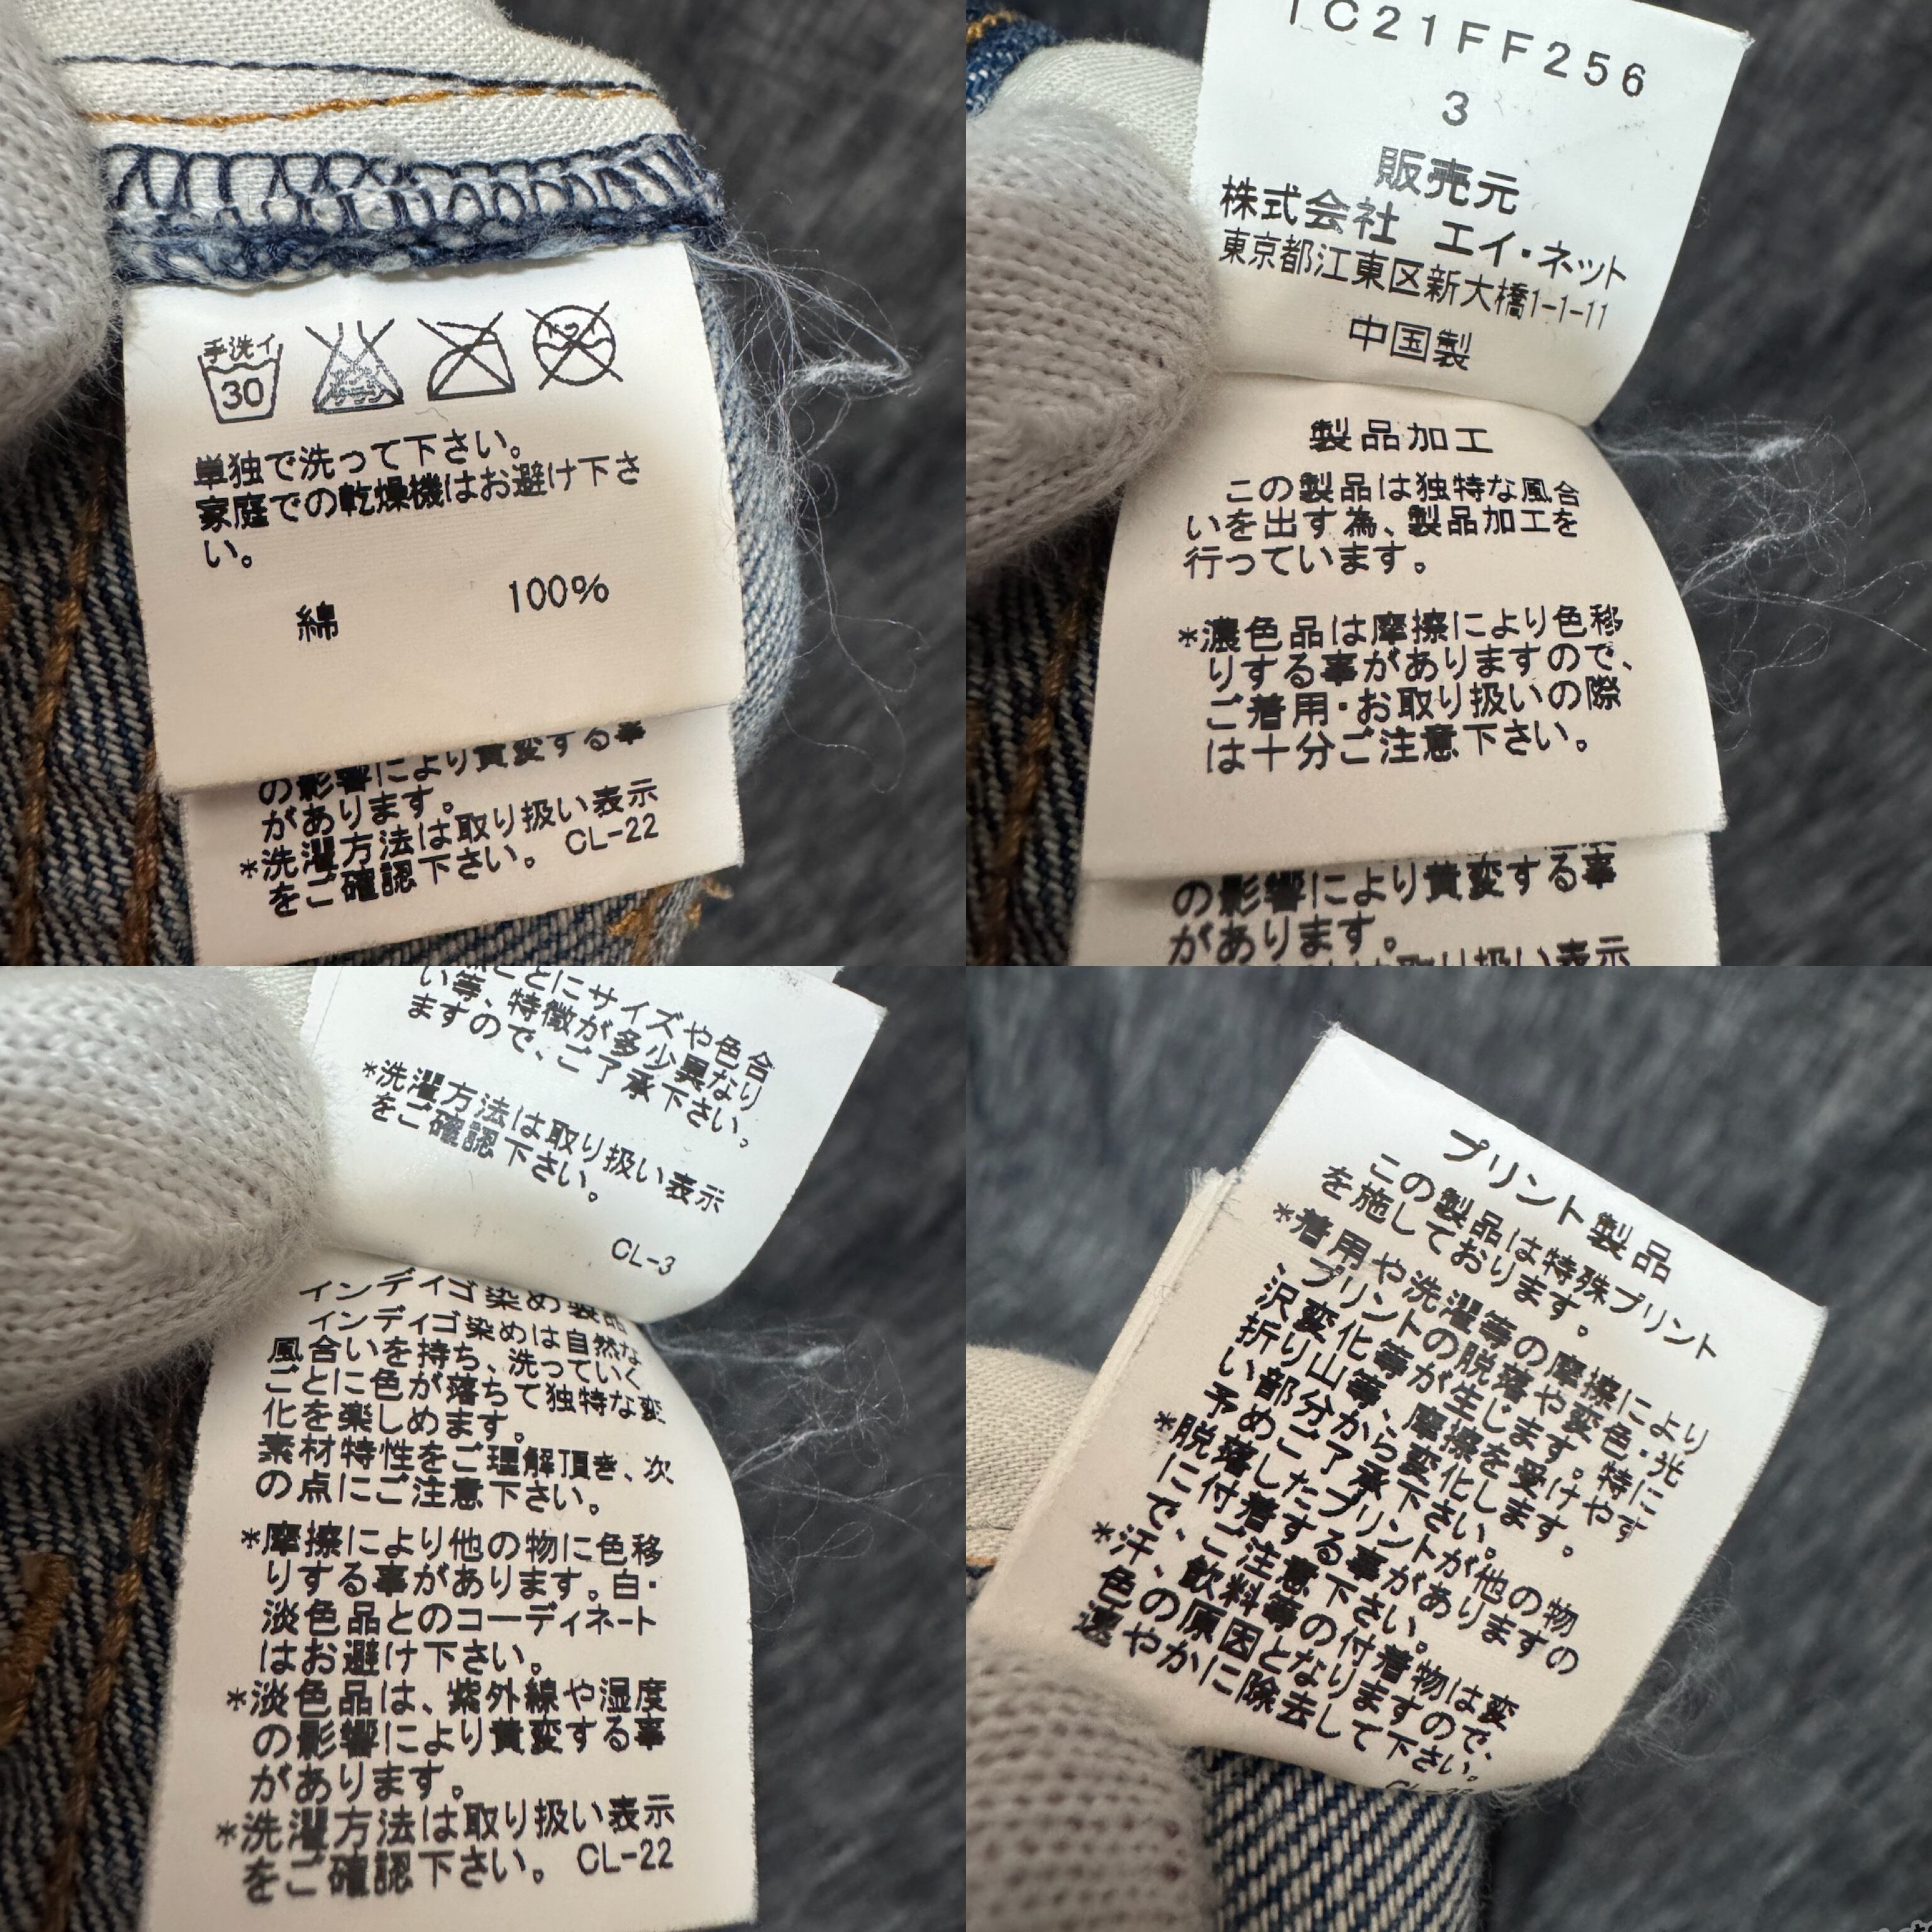 手洗イ
30
単独で洗って下さい。
家庭での乾燥機はお避け下さ
い。
綿 100%
の影響により黄変する事
があります。
*洗濯方法は取り扱い表示
をご確認下さい。 CL-22
C21FF256
3
販売元
株式会社 エイ・ネット
東京都江東区新大橋1-1-11
中国製
製品加工
この製品は独特な風合
いを出す為、製品加工を
行っています。
*濃色品は摩擦により色移
りする事がありますので、
ご着用・お取り扱いの際
は十分ご注意下さい。
の影響により黄変する事
があります。
取り扱い表示
ごとにサイズや色合
い等、特徴が多少異なり
ますので、ご了承下さい。
*洗濯方法は取り扱い表示
をご確認下さい。
CL-3
インディゴ染め製品
インディゴ染めは自然な
風合いを持ち、洗っていく
ごとに色が落ちて独特な変
化を楽しめます。
素材特性をご理解頂き、次
の点にご注意下さい。
*摩擦により他の物に色移
りする事があります。白・
淡色品とのコーディネート
はお避け下さい。
*淡色品は、紫外線や湿度
の影響により黄変する事
があります。
*洗濯方法は取り扱い表示
をご確認下さい。 CL-22
プリント製品
この製品は特殊プリント
を施しております。
*着用や洗濯等の摩擦により
、プリントの脱落や変色・光
沢変化等が生じます。特に
折り山等、摩擦を受けやす
い部分から変化します。
予めご了承下さい。
*脱落したプリントが他の物
に付着する事がありますの
で、ご注意下さい。
*汗、飲料等の付着物は変
色の原因となりますので、
速やかに除去して下さい。